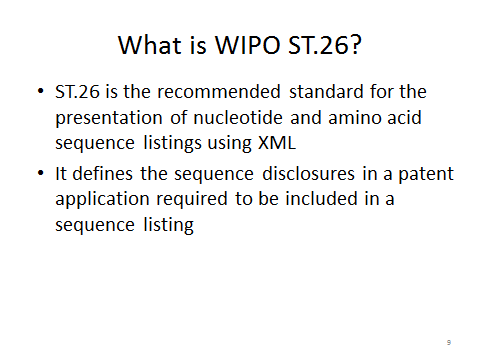 What is WIPO ST.26?
• ST.26 is the recommended standard for the
presentation of nucleotide and amino acid
sequence listings using XML
• It defines the sequence disclosures in a patent
application required to be included in a
sequence listing
9